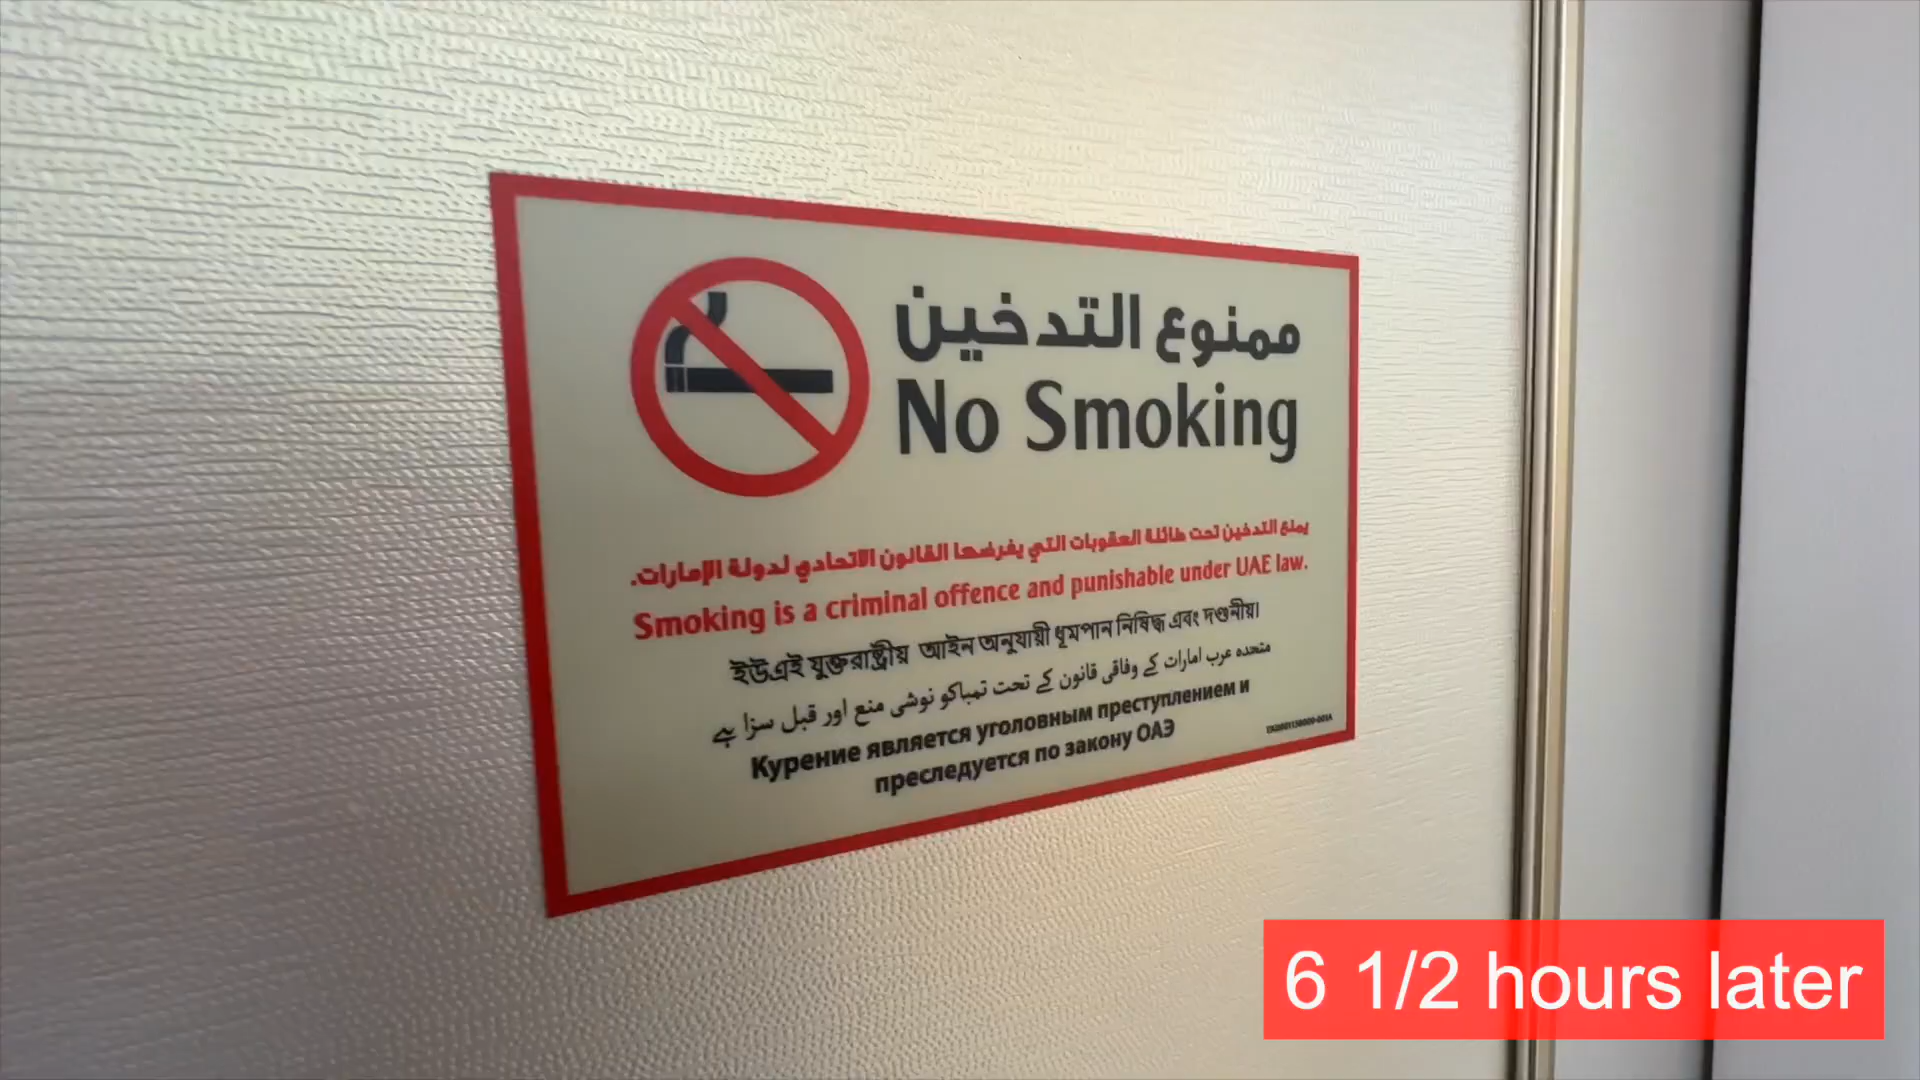 ممنوع التدخين
No Smoking
يمنع التدخين تحت طائلة العقوبات التي يفرضها القانون الاتحادي لدولة الإمارات.
Smoking is a criminal offence and punishable under UAE law.
ইউএই যুক্তরাষ্ট্রীয় আইন অনুযায়ী ধূমপান নিষিদ্ধ এবং দণ্ডনীয়।
متحدہ عرب امارات کے وفاقی قانون کے تحت تمباکو نوشی منع اور قبل سزا ہے
Курение является уголовным преступлением и
преследуется по закону ОАЭ
6 1/2 hours later